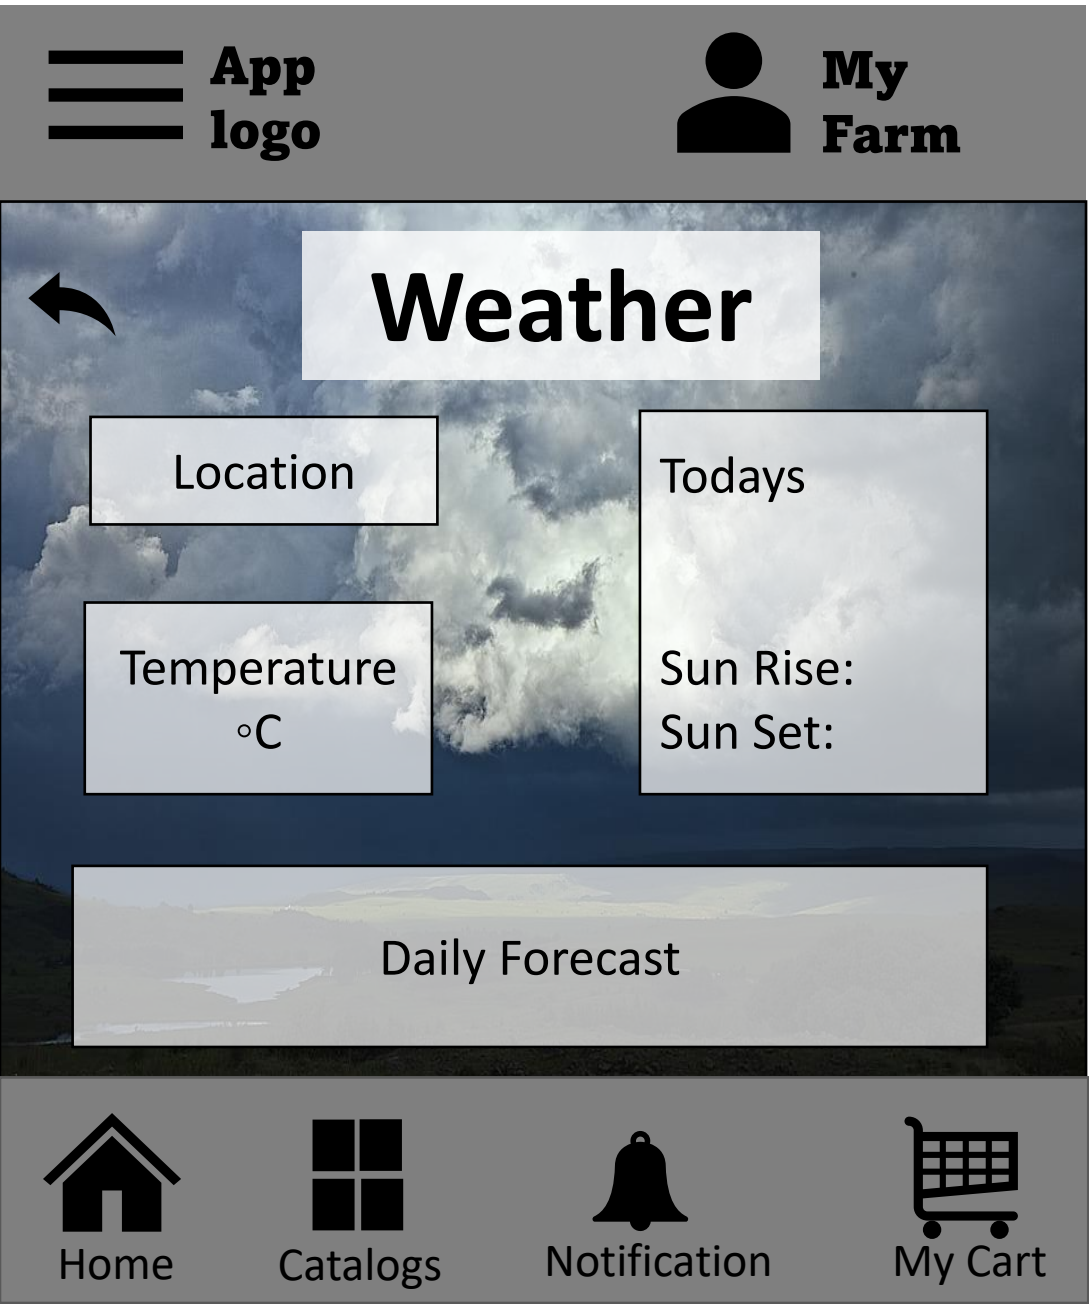 App
logo
My
Farm
Weather
Location
Todays
Temperature
◦C
Sun Rise:
Sun Set:
Daily Forecast
Home
Catalogs
Notification
My Cart